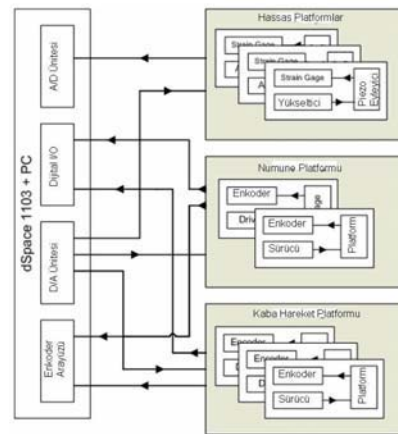 dSpace 1103 + PC
A/D Ünitesi
Dijital I/O
D/A Ünitesi
Enkoder
Arayüzü
Hassas Platformlar
Strain Gage
Strain Gage
Strain Gage
Yükseltici
Piezo
Eyleyici
Numune Platformu
Enkoder
Enkoder
Sürücü
Platform
Kaba Hareket Platformu
Encoder
Encoder
Enkoder
Sürücü
Platform